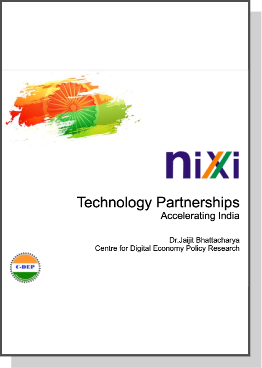 nixi
Technology Partnerships
Accelerating India
Dr.Jaijit Bhattacharya
Centre for Digital Economy Policy Research
C-DEP